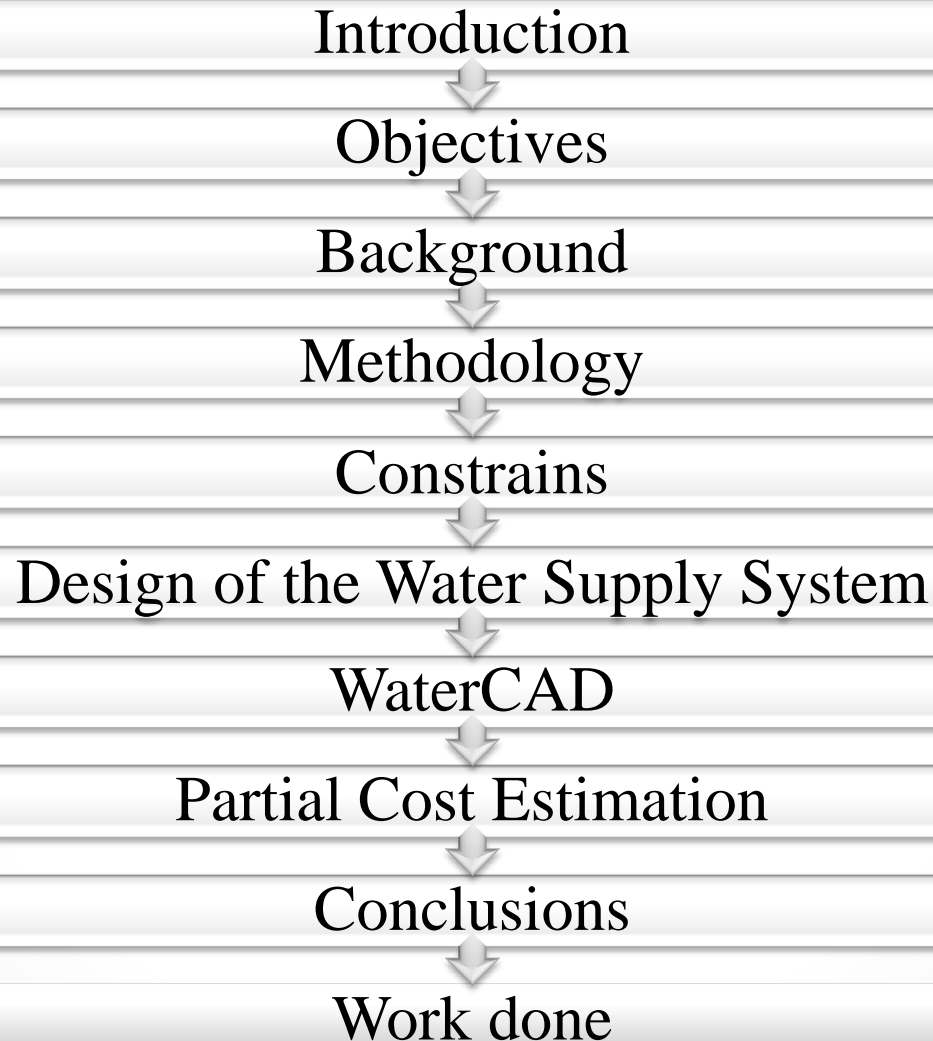 Introduction
Objectives
Background
Methodology
Constrains
Design of the Water Supply System
WaterCAD
Partial Cost Estimation
Conclusions
Work done